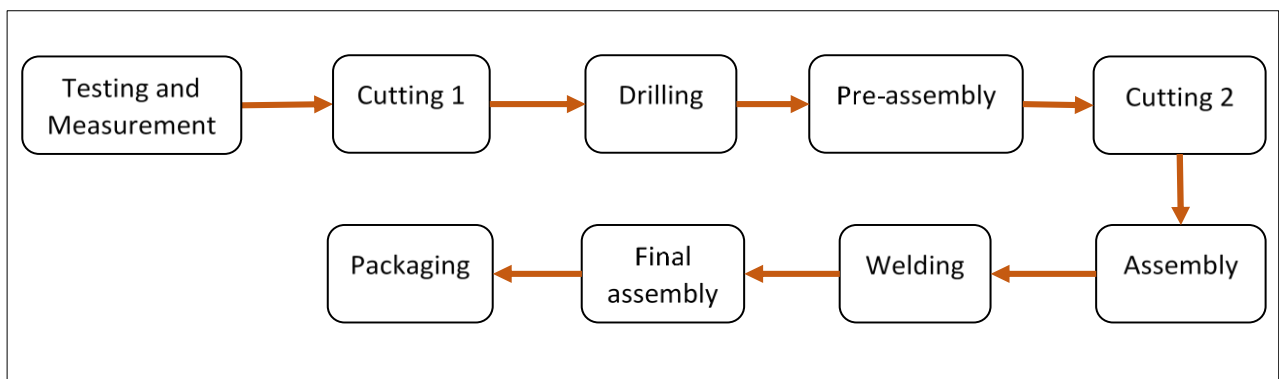 Testing and
Measurement
Cutting 1
Drilling
Pre-assembly
Cutting 2
Assembly
Welding
Final
assembly
Packaging